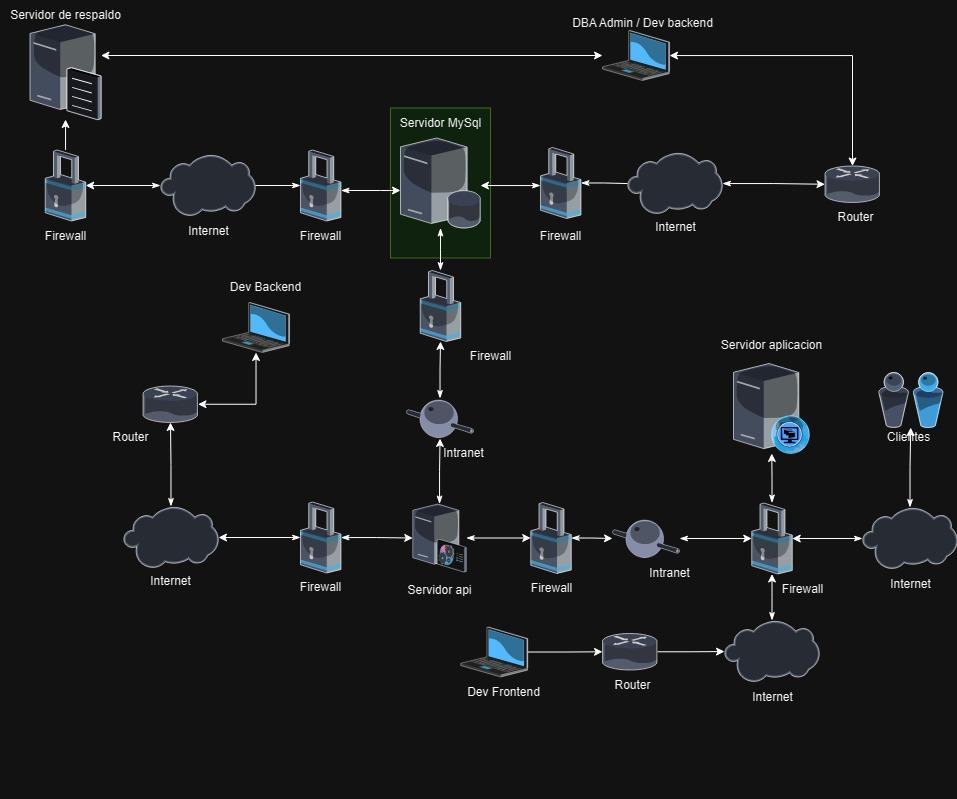 Servidor de respaldo
DBA Admin / Dev backend
Servidor MySql
Firewall
Internet
Firewall
Firewall
Internet
Router
Dev Backend
Firewall
Servidor aplicacion
Router
Intranet
Clientes
Internet
Firewall
Servidor api
Firewall
Intranet
Firewall
Internet
Dev Frontend
Router
Internet